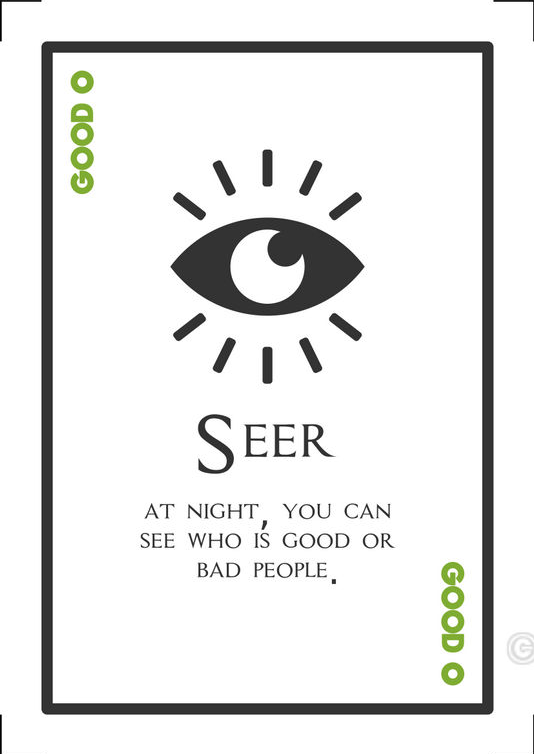 GOOD O
SEER
AT NIGHT, YOU CAN
SEE WHO IS GOOD OR
BAD PEOPLE.
GOOD O
©